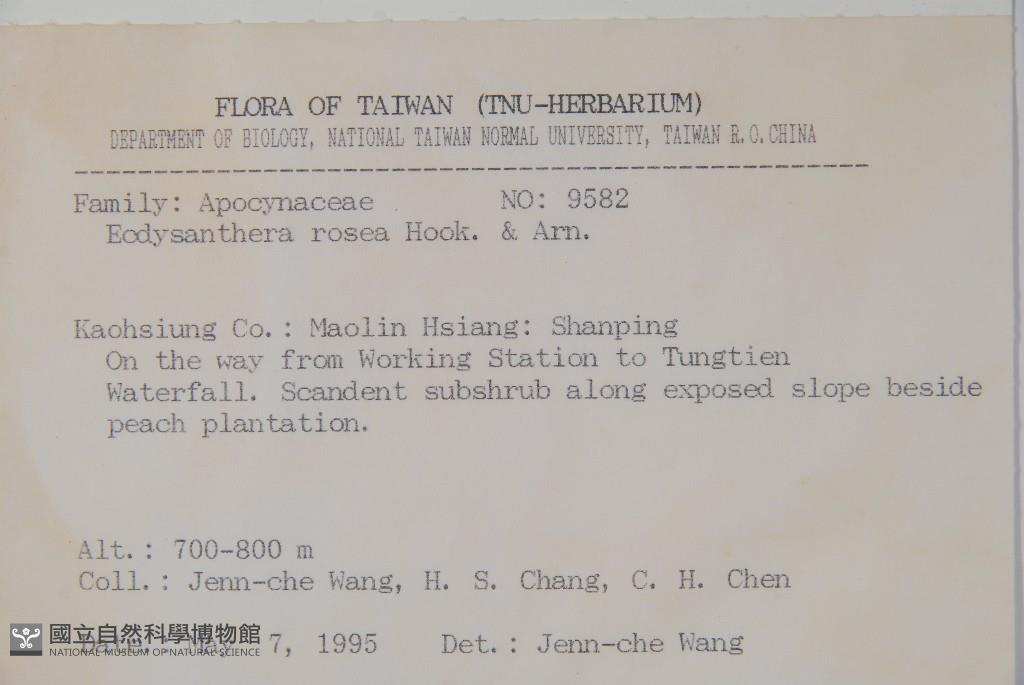 FLORA OF TAIWAN (TNU-HERBARIUM)
DEPARTMENT OF BIOLOGY, NATIONAL TAIWAN NORMAL UNIVERSITY, TAIWAN R.O.CHINA
Family: Apocynaceae NO: 9582
Ecdysanthera rosea Hook. & Arn.
Kaohsiung Co.: Maolin Hsiang: Shanping
On the way from Working Station to Tungtien
Waterfall. Scandent subshrub along exposed slope beside
peach plantation.
Alt.: 700-800 m
Coll.: Jenn-che Wang, H. S. Chang, C. H. Chen
Date.: May 7, 1995 Det.: Jenn-che Wang
國立自然科學博物館
NATIONAL MUSEUM OF NATURAL SCIENCE